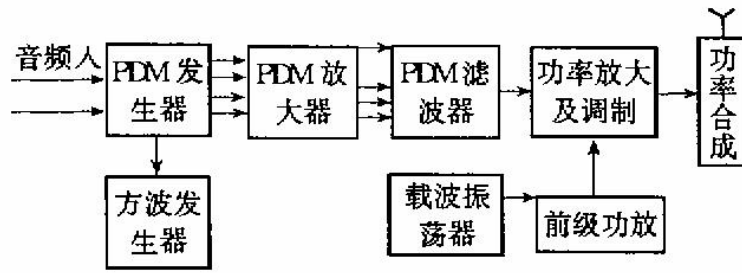 音频人
PDM发
生器
PDM放
大器
PDM滤
波器
功率放大
及调制
功率合成
方波发
生器
载波振
荡器
前级功放